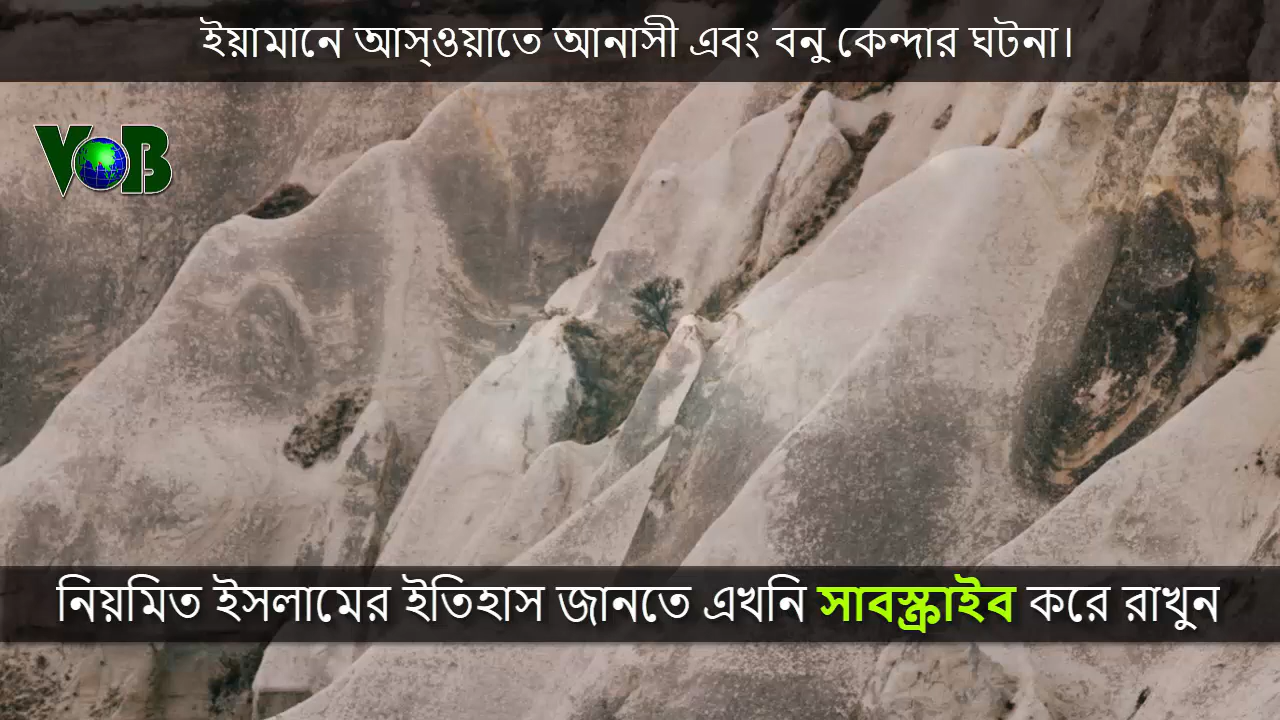 ইয়ামানে আস্ওয়াতে আনাসী এবং বনু কেন্দার ঘটনা।
VOB
নিয়মিত ইসলামের ইতিহাস জানতে এখনি সাবস্ক্রাইব করে রাখুন